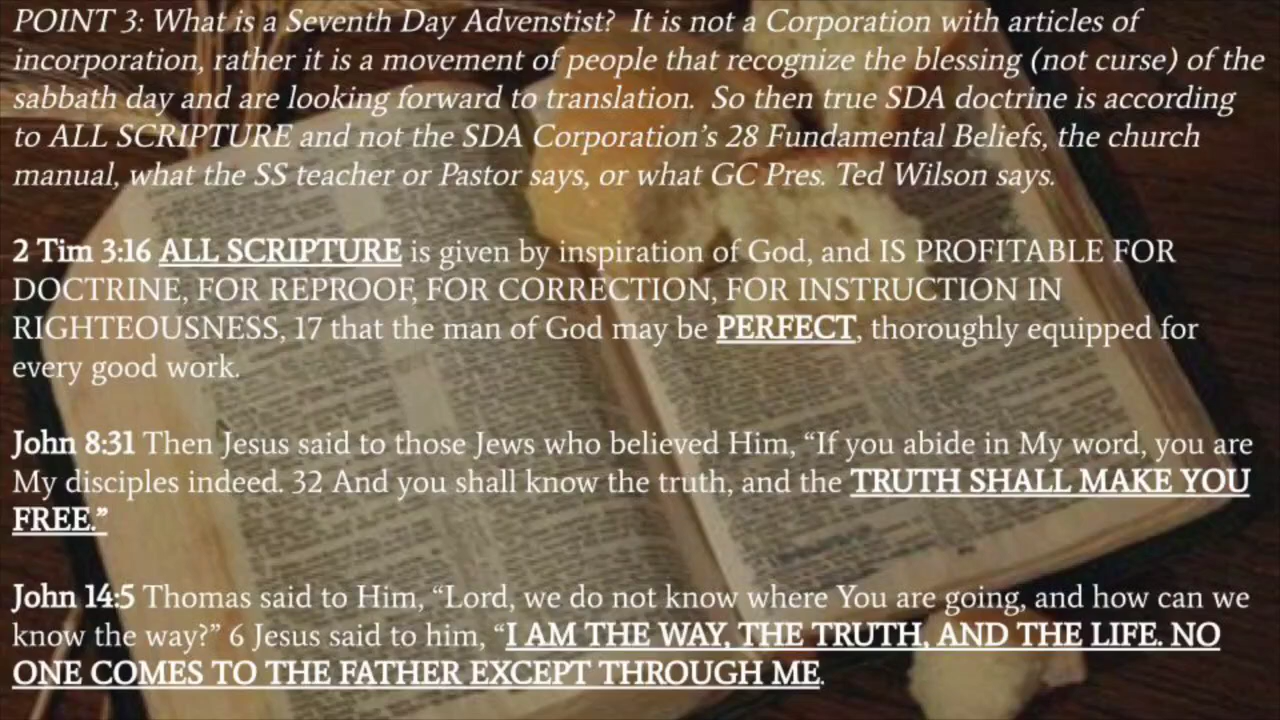 POINT 3: What is a Seventh Day Advenstist?  It is not a Corporation with articles of
incorporation, rather it is a movement of people that recognize the blessing (not curse) of the
sabbath day and are looking forward to translation.  So then true SDA doctrine is according
to ALL SCRIPTURE and not the SDA Corporation’s 28 Fundamental Beliefs, the church
manual, what the SS teacher or Pastor says, or what GC Pres. Ted Wilson says.
2 Tim 3:16 ALL SCRIPTURE is given by inspiration of God, and IS PROFITABLE FOR
DOCTRINE, FOR REPROOF, FOR CORRECTION, FOR INSTRUCTION IN
RIGHTEOUSNESS, 17 that the man of God may be PERFECT, thoroughly equipped for
every good work.
John 8:31 Then Jesus said to those Jews who believed Him, “If you abide in My word, you are
My disciples indeed. 32 And you shall know the truth, and the TRUTH SHALL MAKE YOU
FREE.”
John 14:5 Thomas said to Him, “Lord, we do not know where You are going, and how can we
know the way?” 6 Jesus said to him, “I AM THE WAY, THE TRUTH, AND THE LIFE. NO
ONE COMES TO THE FATHER EXCEPT THROUGH ME.